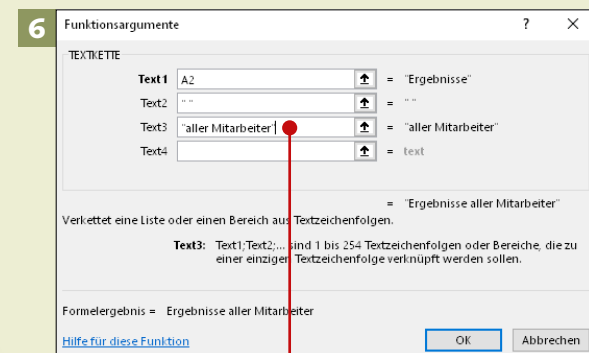 6
Funktionsargumente ? ×
TEXTKETTE
Text1 A2 = "Ergebnisse"
Text2 " " = " "
Text3 "aller Mitarbeiter" = "aller Mitarbeiter"
Text4 = text
= "Ergebnisse aller Mitarbeiter"
Verkettet eine Liste oder einen Bereich aus Textzeichenfolgen.
Text3: Text1;Text2;... sind 1 bis 254 Textzeichenfolgen oder Bereiche, die zu
einer einzigen Textzeichenfolge verknüpft werden sollen.
Formelergebnis = Ergebnisse aller Mitarbeiter
Hilfe für diese Funktion OK Abbrechen